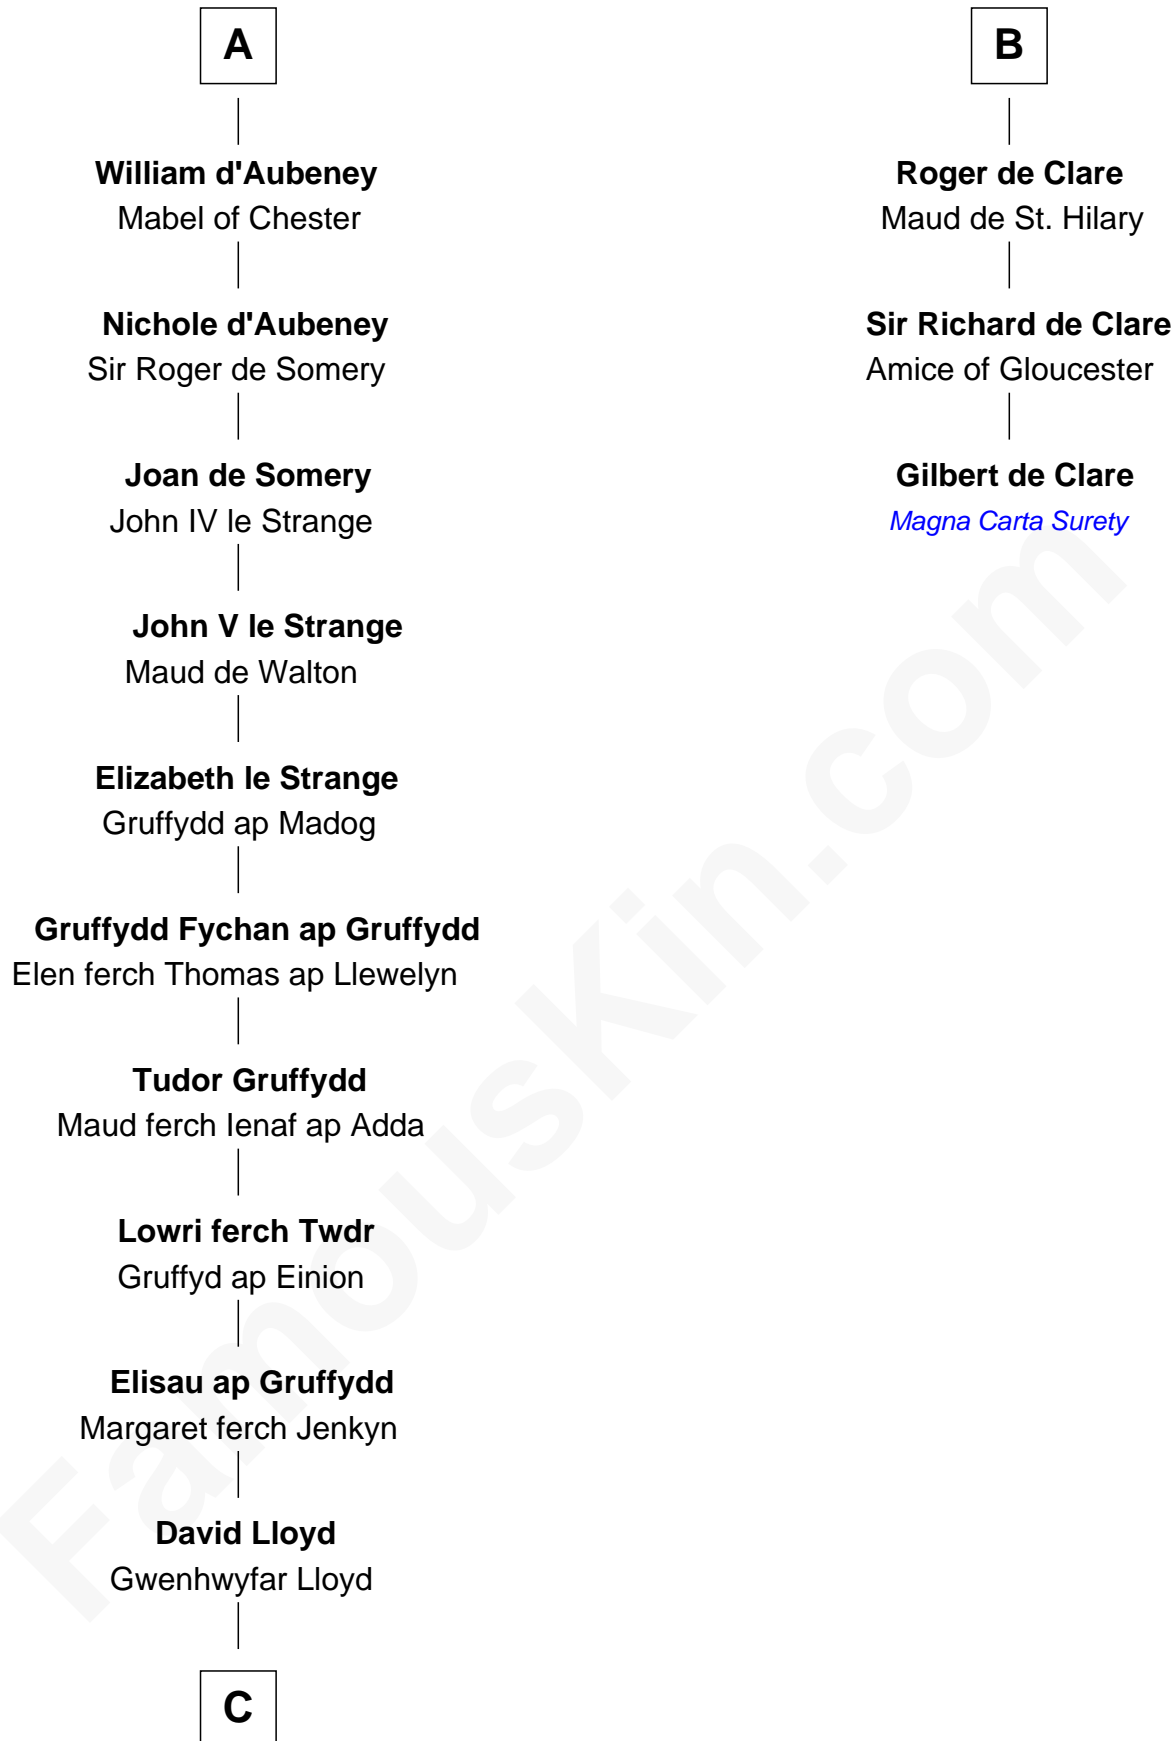 A
William d'Aubeney
Mabel of Chester
Nichole d'Aubeney
Sir Roger de Somery
Joan de Somery
John IV le Strange
John V le Strange
Maud de Walton
Elizabeth le Strange
Gruffydd ap Madog
Gruffydd Fychan ap Gruffydd
Elen ferch Thomas ap Llewelyn
Tudor Gruffydd
Maud ferch Ienaf ap Adda
Lowri ferch Twdr
Gruffyd ap Einion
Elisau ap Gruffydd
Margaret ferch Jenkyn
David Lloyd
Gwenhwyfar Lloyd
C
B
Roger de Clare
Maud de St. Hilary
Sir Richard de Clare
Amice of Gloucester
Gilbert de Clare
Magna Carta Surety
FamousKin.com